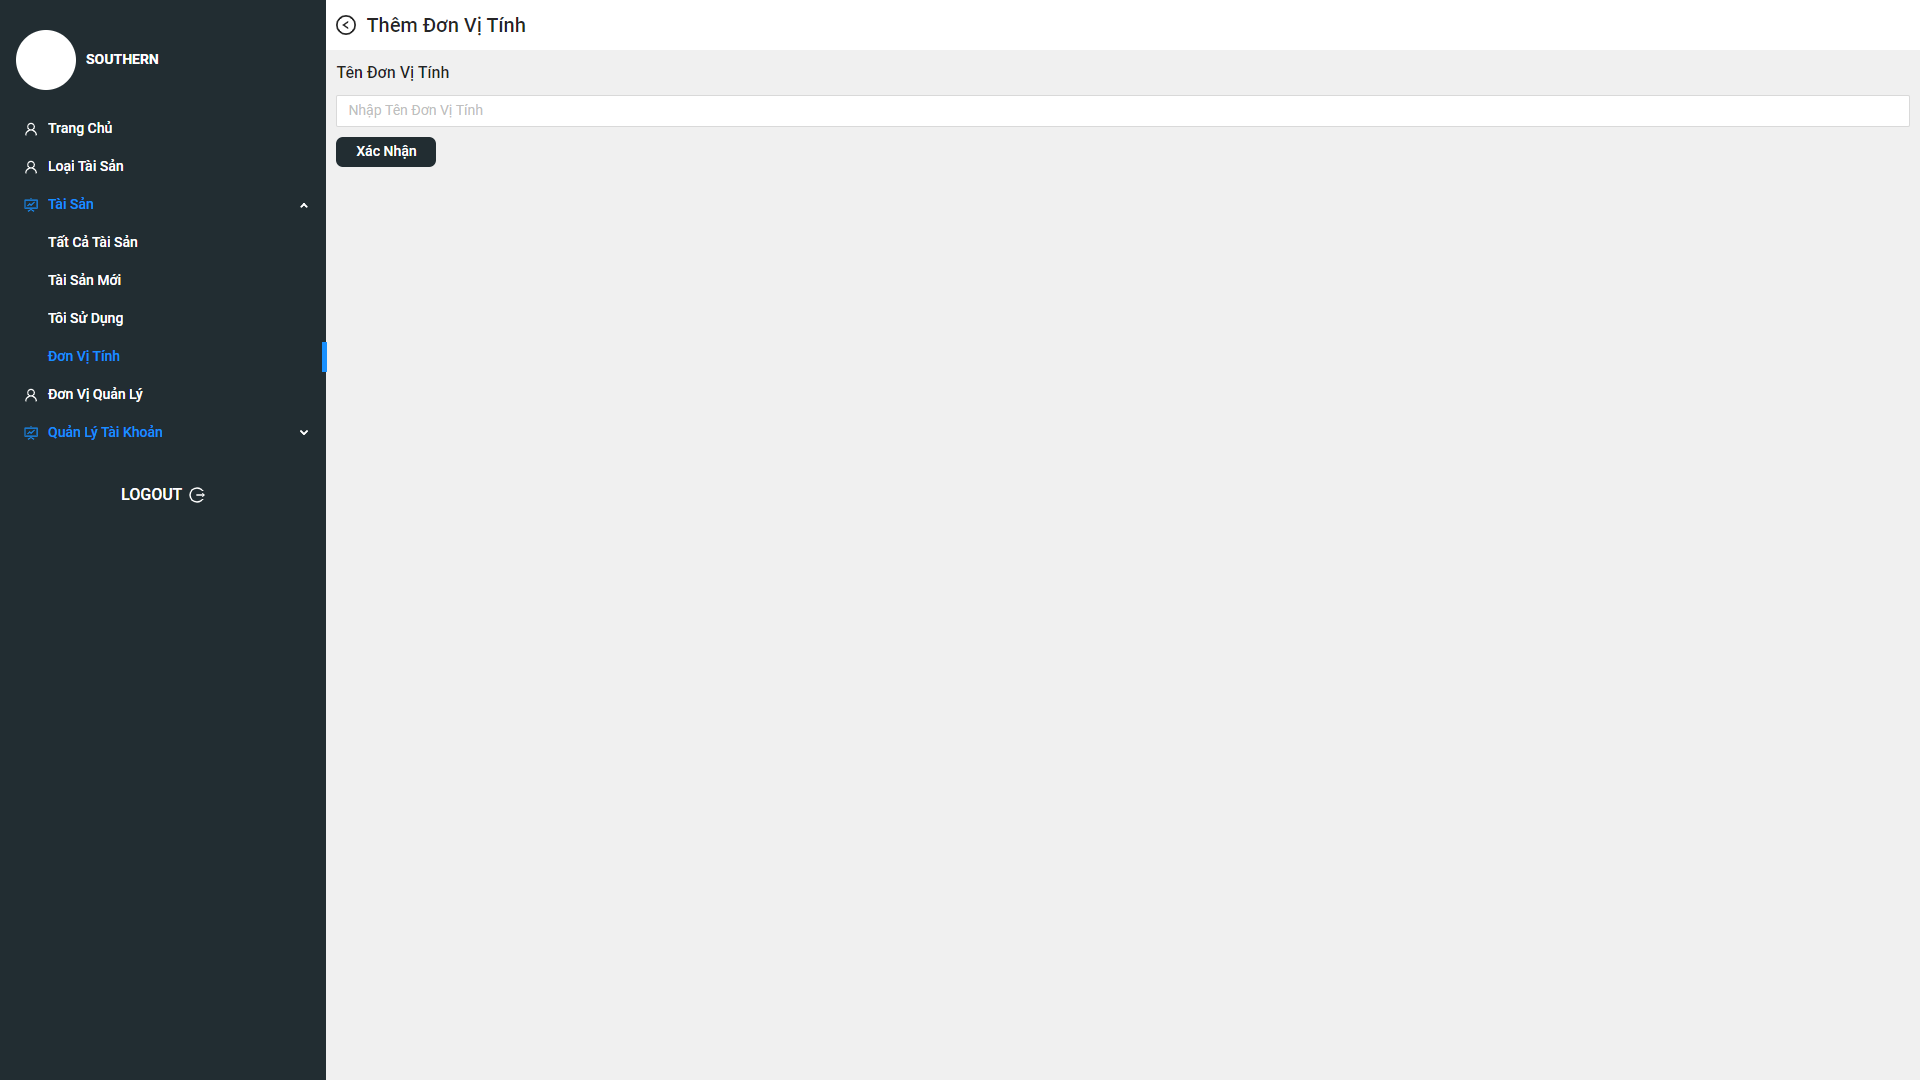 SOUTHERN
Trang Chủ
Loại Tài Sản
Tài Sản
Tất Cả Tài Sản
Tài Sản Mới
Tôi Sử Dụng
Đơn Vị Tính
Đơn Vị Quản Lý
Quản Lý Tài Khoản
LOGOUT
Thêm Đơn Vị Tính
Tên Đơn Vị Tính
Nhập Tên Đơn Vị Tính
Xác Nhận